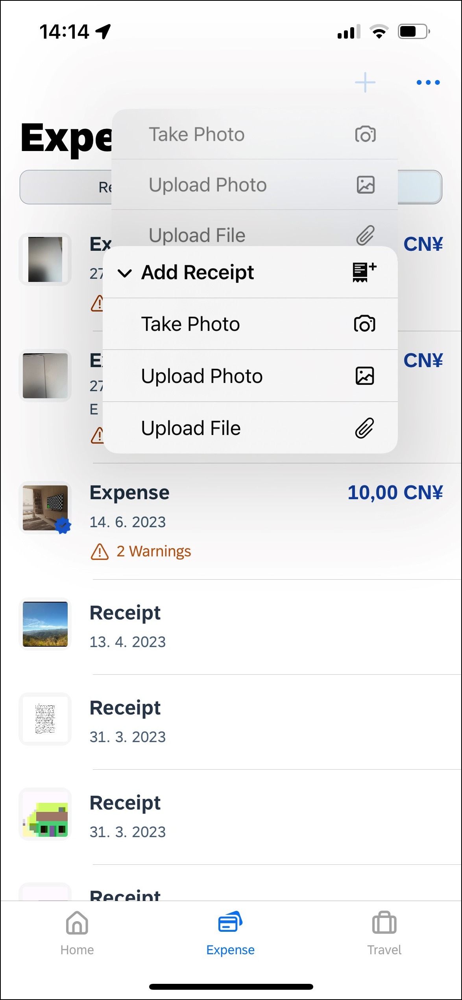 14:14
Expe
Take Photo
Upload Photo
Upload File
Re
Ex
CN¥
27
Add Receipt
Take Photo
E
CN¥
27
Upload Photo
E
Upload File
Expense
10,00 CN¥
14. 6. 2023
2 Warnings
Receipt
13. 4. 2023
Receipt
31. 3. 2023
Receipt
31. 3. 2023
Receipt
Home
Expense
Travel